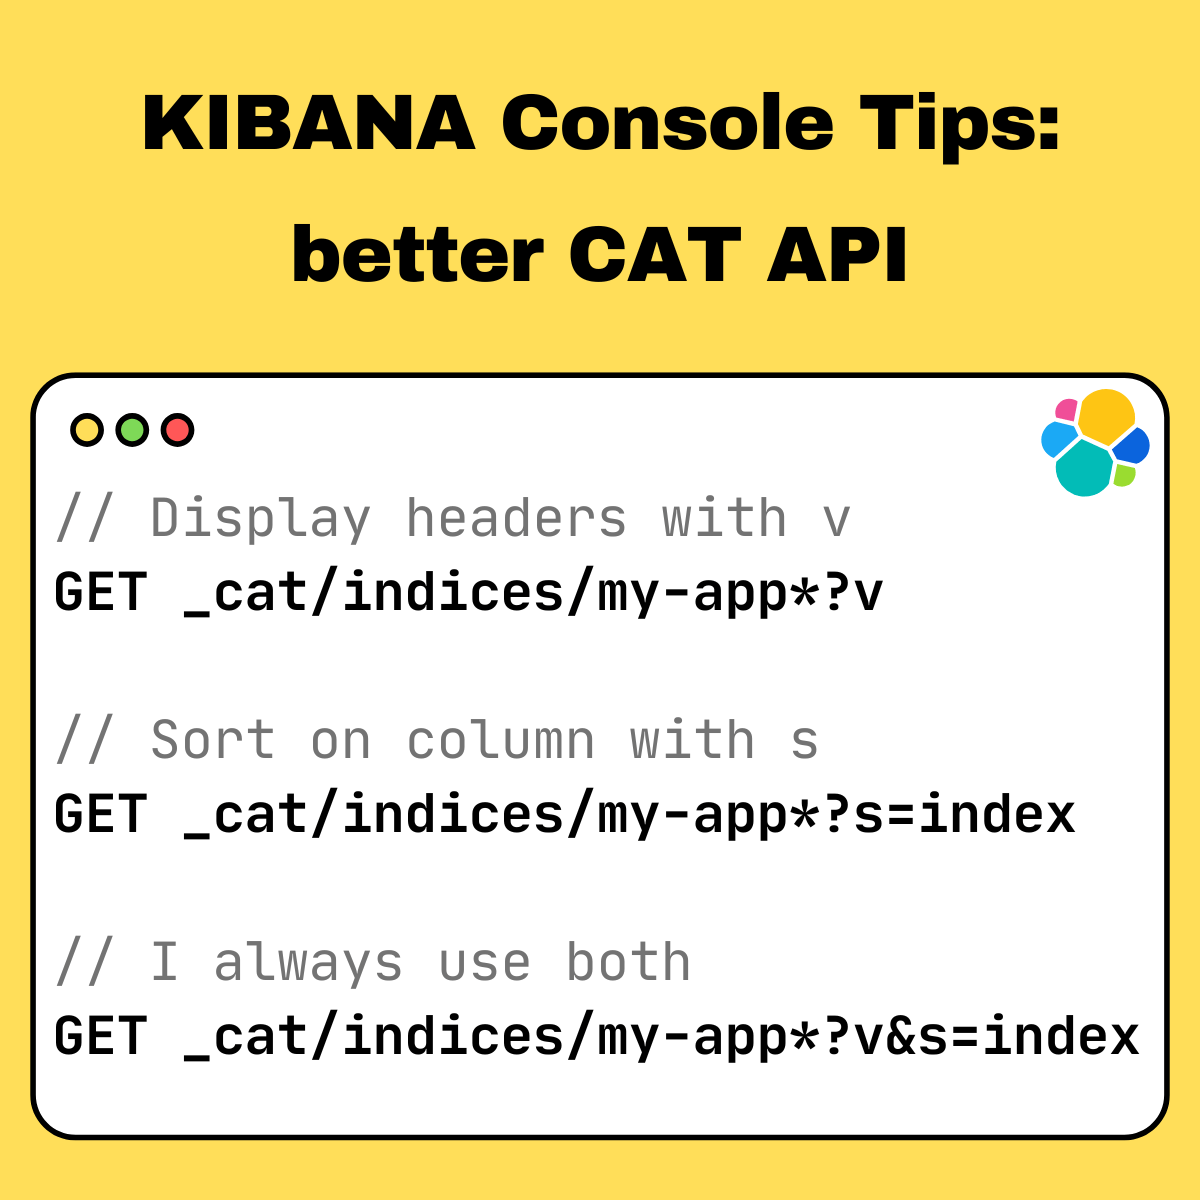 KIBANA Console Tips:
better CAT API
// Display headers with v
GET _cat/indices/my-app*?v
// Sort on column with s
GET _cat/indices/my-app*?s=index
// I always use both
GET _cat/indices/my-app*?v&s=index